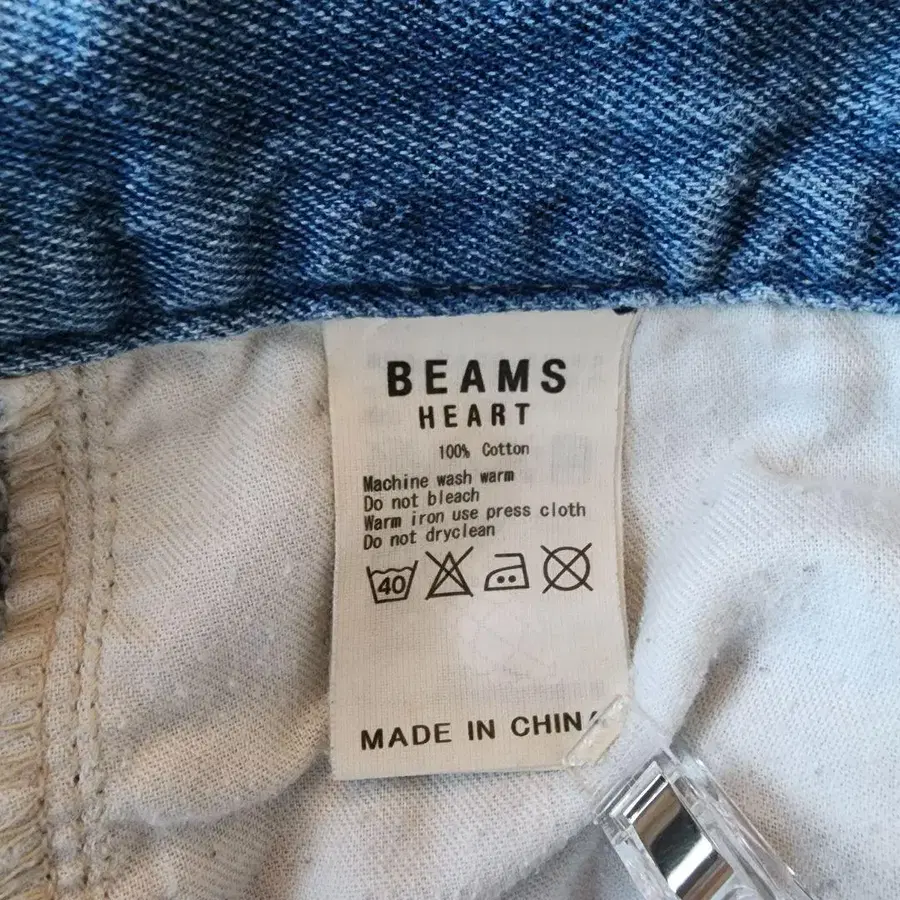 BEAMS
HEART
100% Cotton
Machine wash warm
Do not bleach
Warm iron use press cloth
Do not dryclean
40
MADE IN CHINA